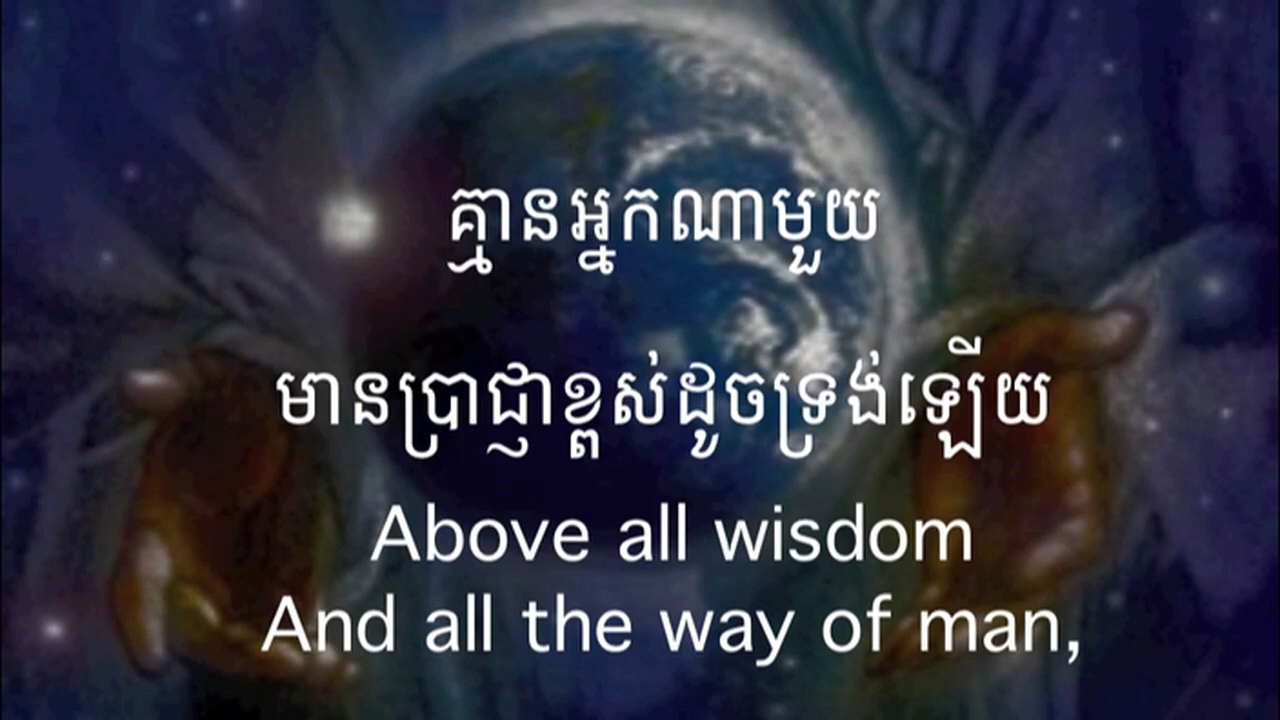 គ្មានអ្នកណាមួយ
មានប្រាជ្ញាខ្ពស់ដូចទ្រង់ឡើយ
Above all wisdom
And all the way of man,